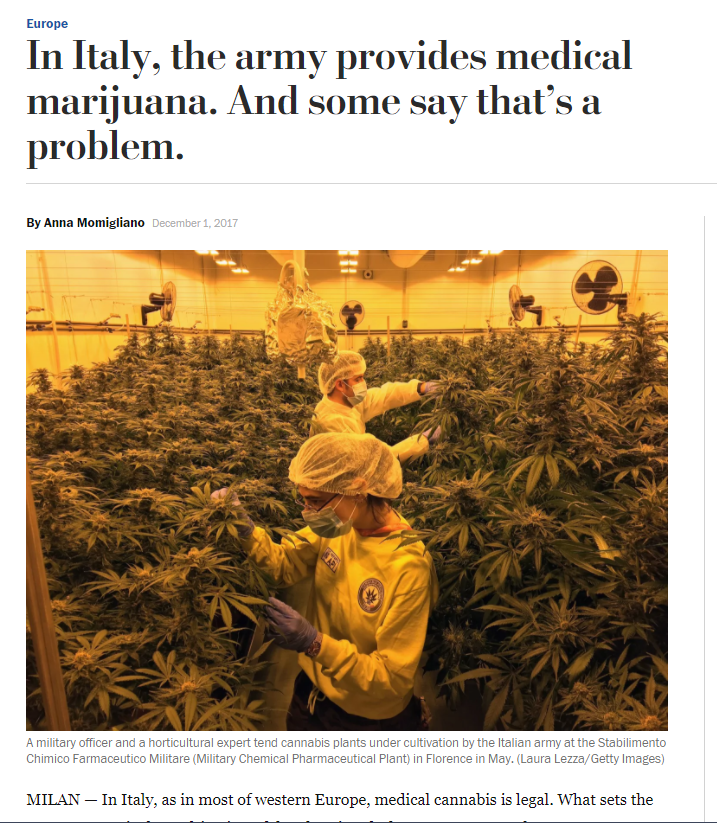 Europe
In Italy, the army provides medical
marijuana. And some say that’s a
problem.
By Anna Momigliano December 1, 2017
A military officer and a horticultural expert tend cannabis plants under cultivation by the Italian army at the Stabilimento
Chimico Farmaceutico Militare (Military Chemical Pharmaceutical Plant) in Florence in May. (Laura Lezza/Getty Images)
MILAN — In Italy, as in most of western Europe, medical cannabis is legal. What sets the